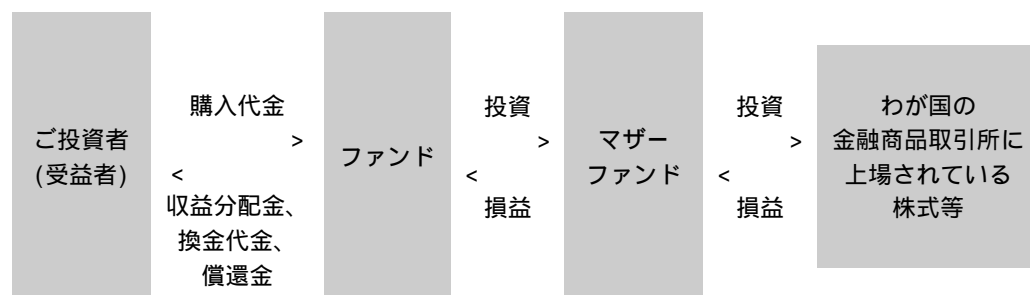 ご投資者
(受益者)
購入代金
>
<
収益分配金、
換金代金、
償還金
ファンド
投資
>
<
損益
マザー
ファンド
投資
>
<
損益
わが国の
金融商品取引所に
上場されている
株式等